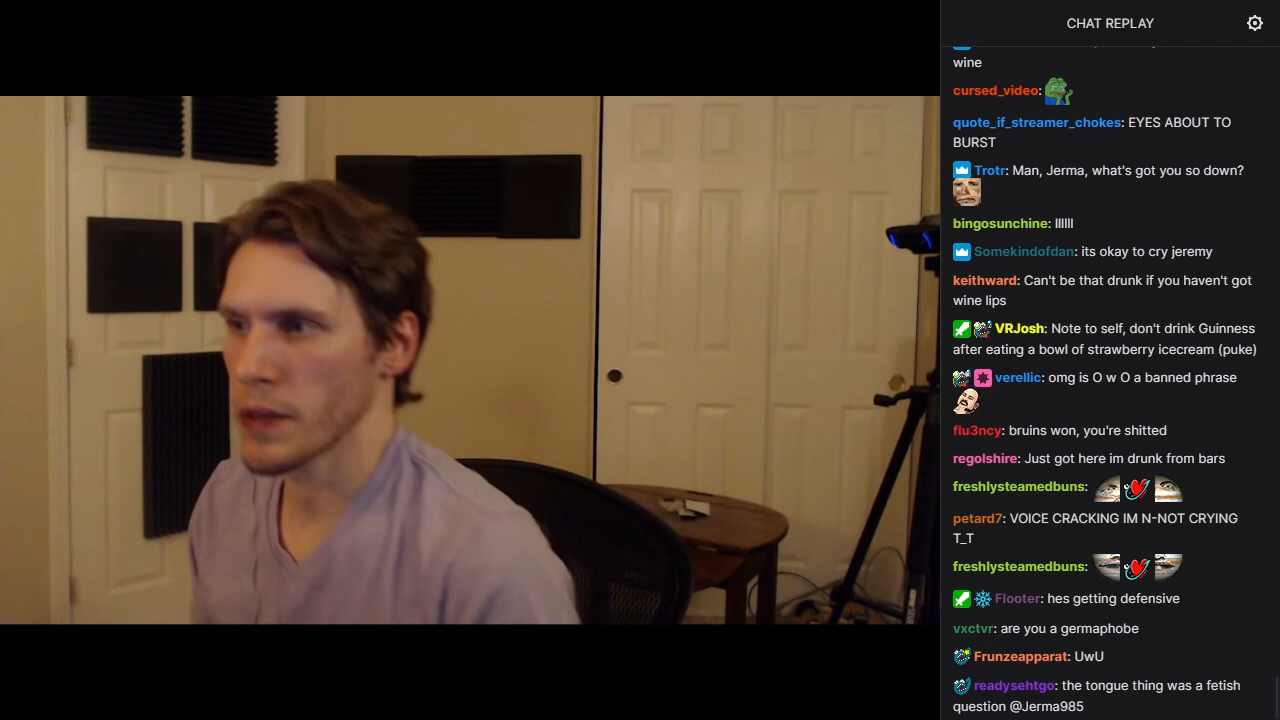 CHAT REPLAY
wine
cursed_video:
quote_if_streamer_chokes: EYES ABOUT TO
BURST
Trotr: Man, Jerma, what's got you so down?
bingosunchine: llllll
Somekindofdan: its okay to cry jeremy
keithward: Can't be that drunk if you haven't got
wine lips
VRJosh: Note to self, don't drink Guinness
after eating a bowl of strawberry icecream (puke)
verellic: omg is O w O a banned phrase
flu3ncy: bruins won, you're shitted
regolshire: Just got here im drunk from bars
freshlysteamedbuns:
petard7: VOICE CRACKING IM N-NOT CRYING
T_T
freshlysteamedbuns:
Flooter: hes getting defensive
vxctvr: are you a germaphobe
Frunzeapparat: UwU
readysehtgo: the tongue thing was a fetish
question @Jerma985